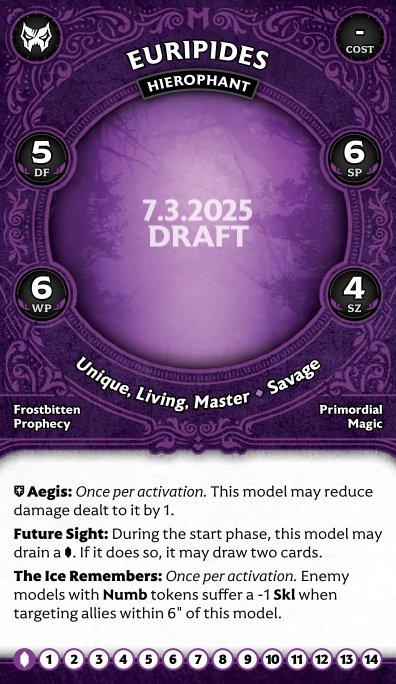 -
COST
EURIPIDES
HIEROPHANT
5
DF
6
SP
7.3.2025
DRAFT
6
WP
4
SZ
Unique, Living, Master ◆ Savage
Frostbitten
Prophecy
Primordial
Magic
Aegis: Once per activation. This model may reduce
damage dealt to it by 1.
Future Sight: During the start phase, this model may
drain a . If it does so, it may draw two cards.
The Ice Remembers: Once per activation. Enemy
models with Numb tokens suffer a -1 Skl when
targeting allies within 6" of this model.
1 2 3 4 5 6 7 8 9 10 11 12 13 14